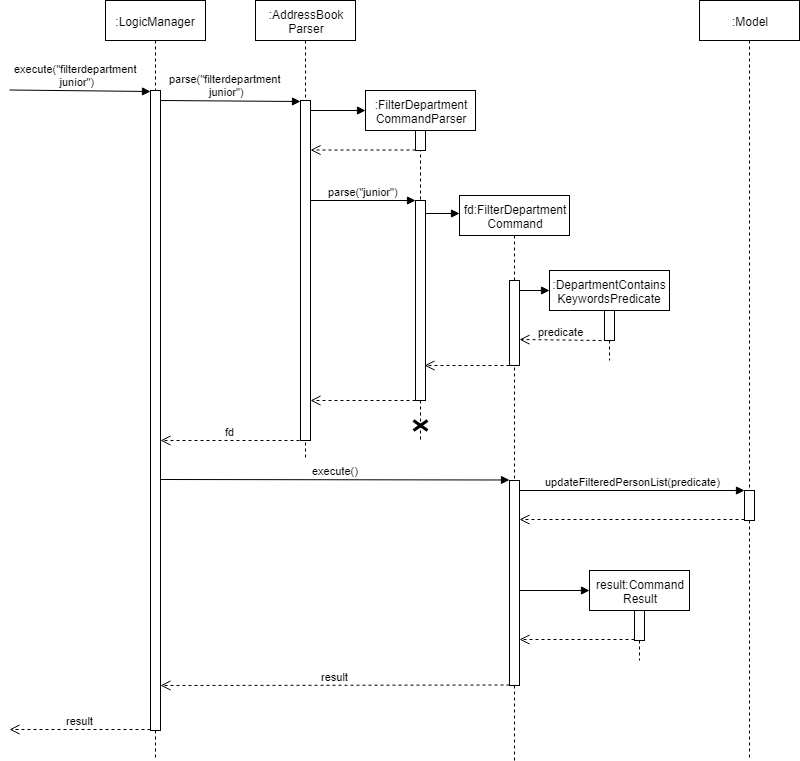 :LogicManager
:AddressBook
Parser
:Model
execute("filterdepartment
junior")
parse("filterdepartment
junior")
:FilterDepartment
CommandParser
parse("junior")
fd:FilterDepartment
Command
:DepartmentContains
KeywordsPredicate
predicate
fd
execute()
updateFilteredPersonList(predicate)
result:Command
Result
result
result